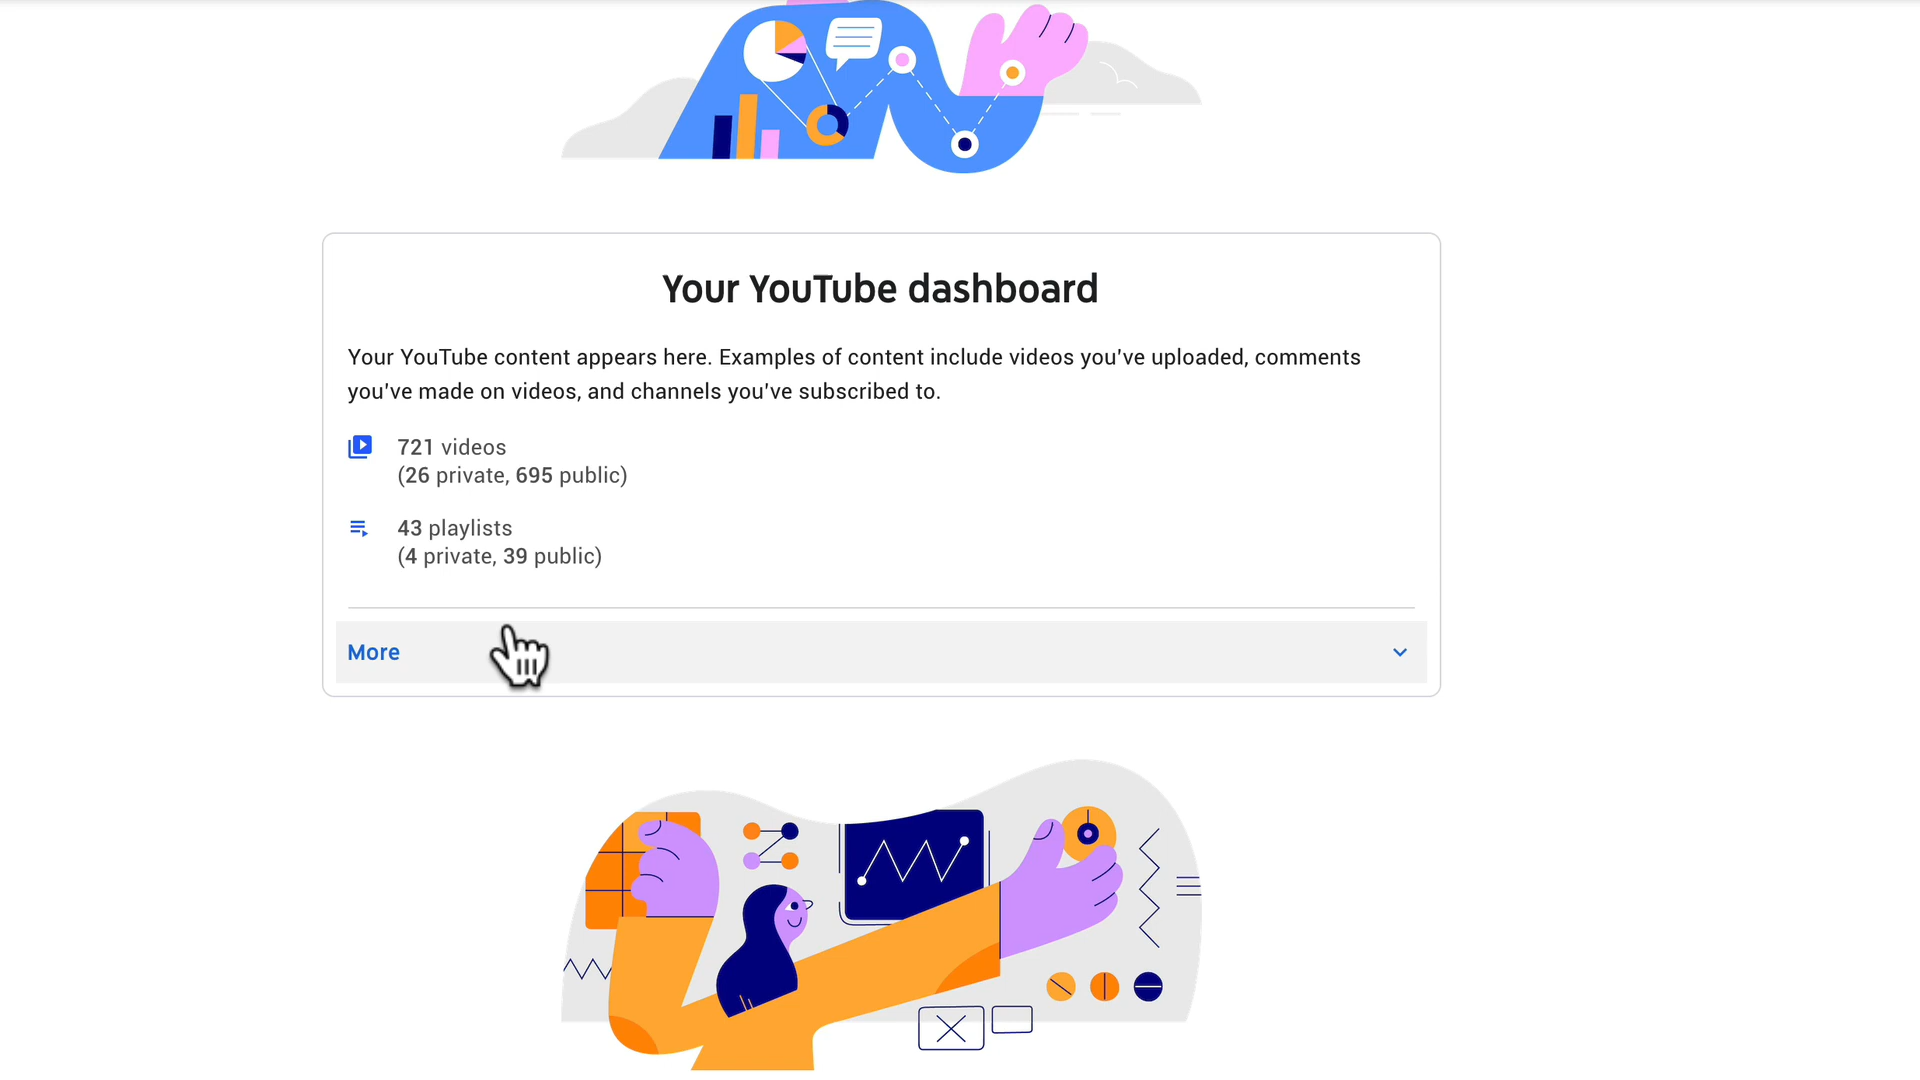 Your YouTube dashboard
Your YouTube content appears here. Examples of content include videos you've uploaded, comments
you've made on videos, and channels you've subscribed to.
721 videos
(26 private, 695 public)
43 playlists
(4 private, 39 public)
More